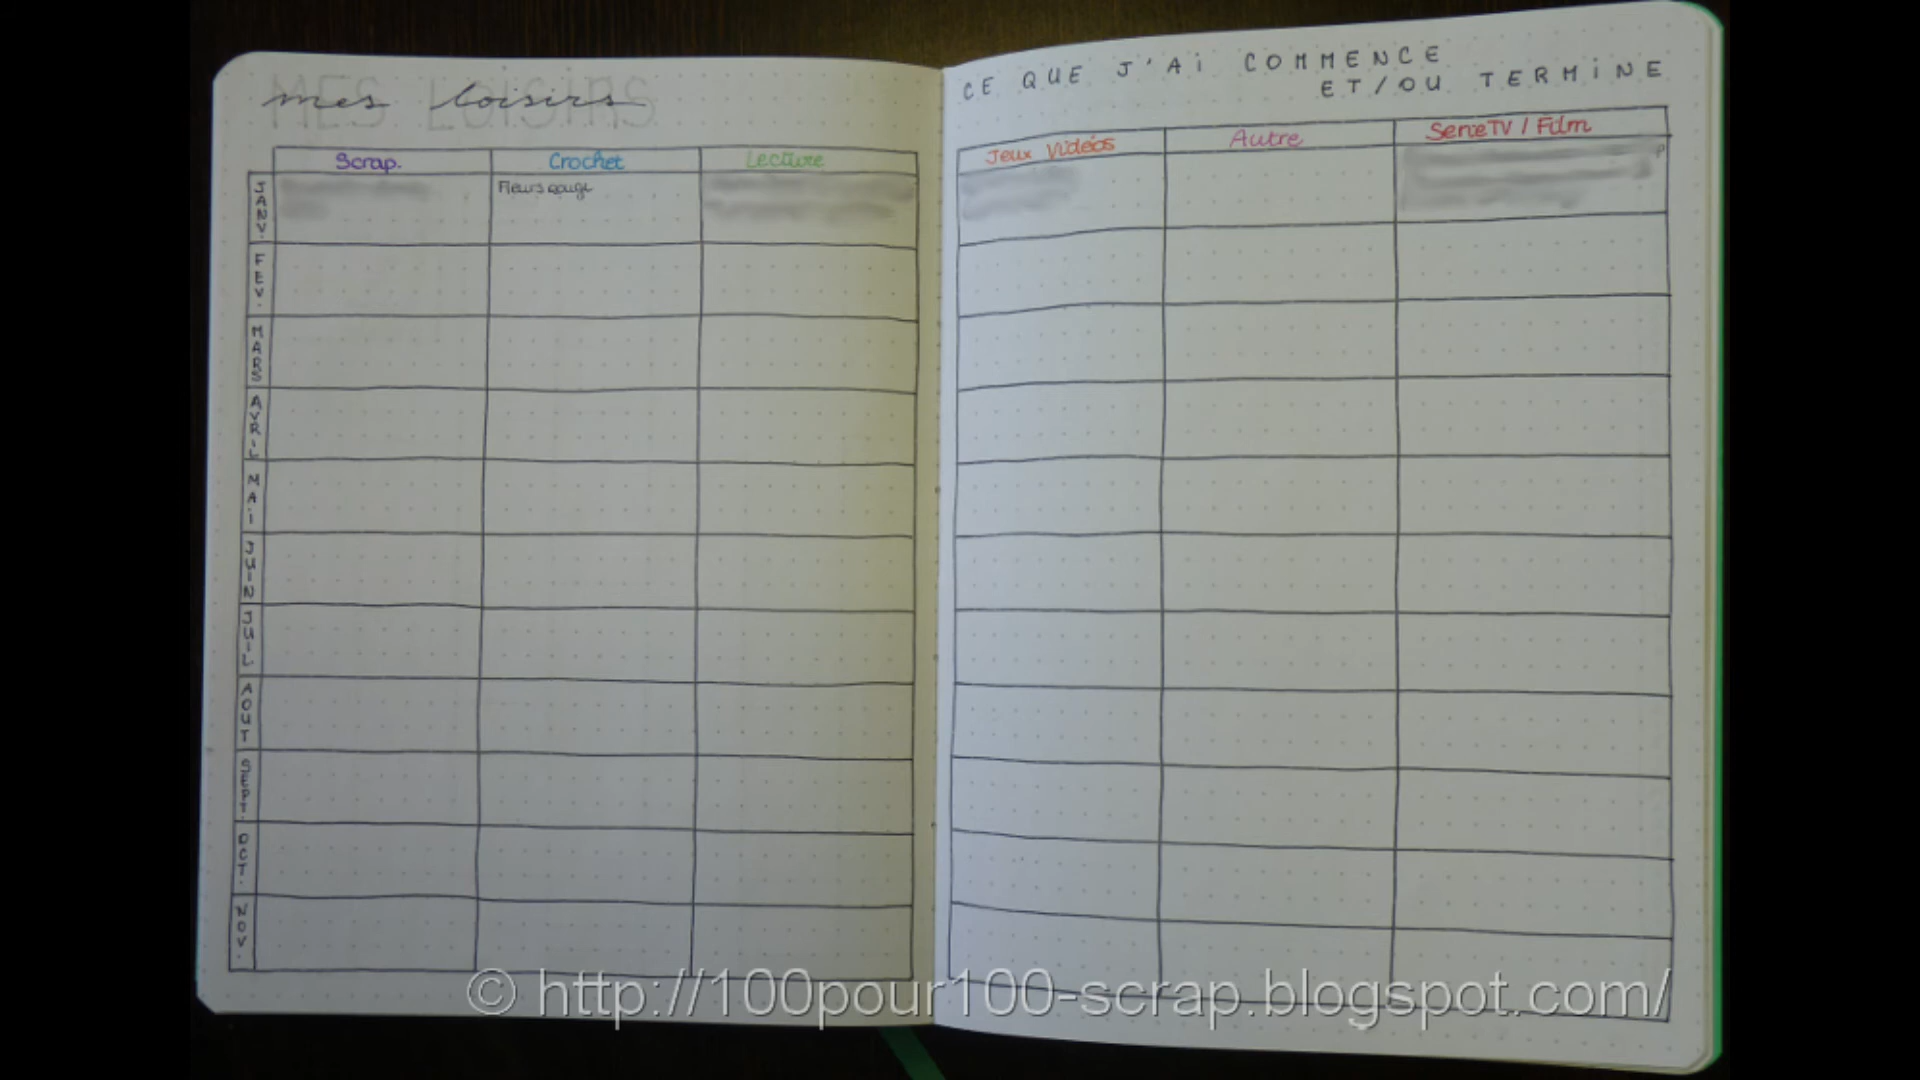 MES LOISIRS
mes loisirs
CE QUE J'Ai COMMENCE
ET/OU TERMiNE
Scrap. Crochet Lecture
Jeux Vidéos Autre Serie TV / Film
JANV. Fleurs rouge
FEV.
MARS
AVRiL
MAi
JUiN
JUiL
AOUT
SEPT.
OCT.
NOV.
© http://100pour100-scrap.blogspot.com/